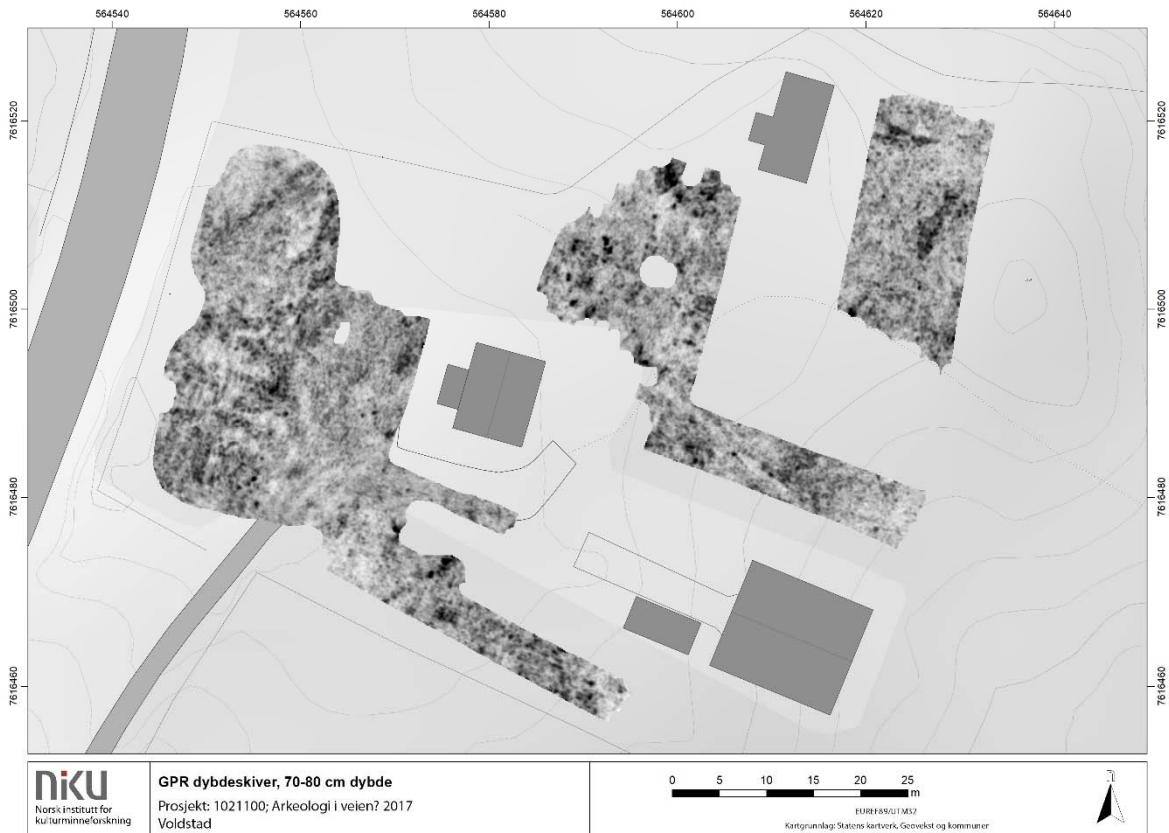 564540 564560 564580 564600 564620 564640
7616520 7616520
7616500 7616500
7616480 7616480
7616460 7616460
niku
Norsk institutt for
kulturminneforskning
GPR dybdeskiver, 70-80 cm dybde
Prosjekt: 1021100; Arkeologi i veien? 2017
Voldstad
0 5 10 15 20 25
m
EUREF89/UTM32
Kartgrunnlag: Statens kartverk, Geovekst og kommuner